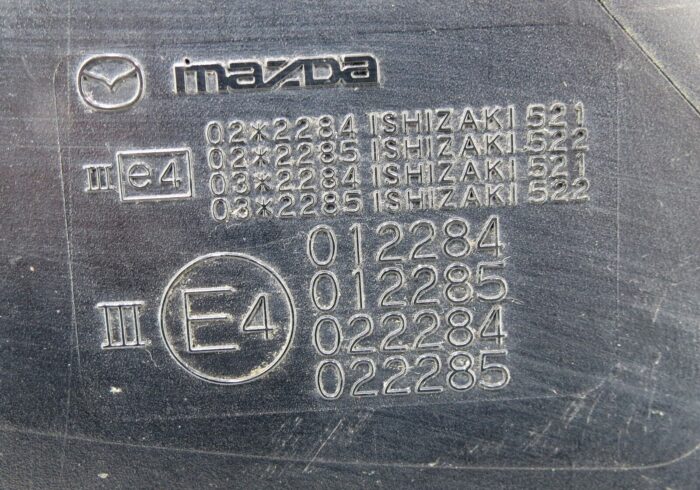 mazda
02*2284 ISHIZAKI 521
02*2285 ISHIZAKI 522
III e4
03*2284 ISHIZAKI 521
03*2285 ISHIZAKI 522
012284
012285
III E4
022284
022285